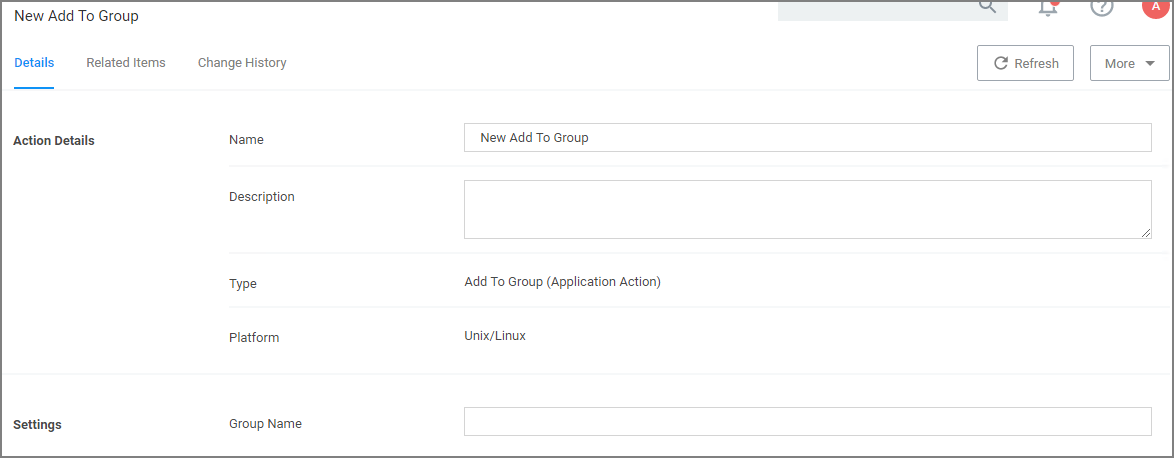 New Add To Group
A
Details Related Items Change History Refresh More
Action Details Name New Add To Group
Description
Type Add To Group (Application Action)
Platform Unix/Linux
Settings Group Name